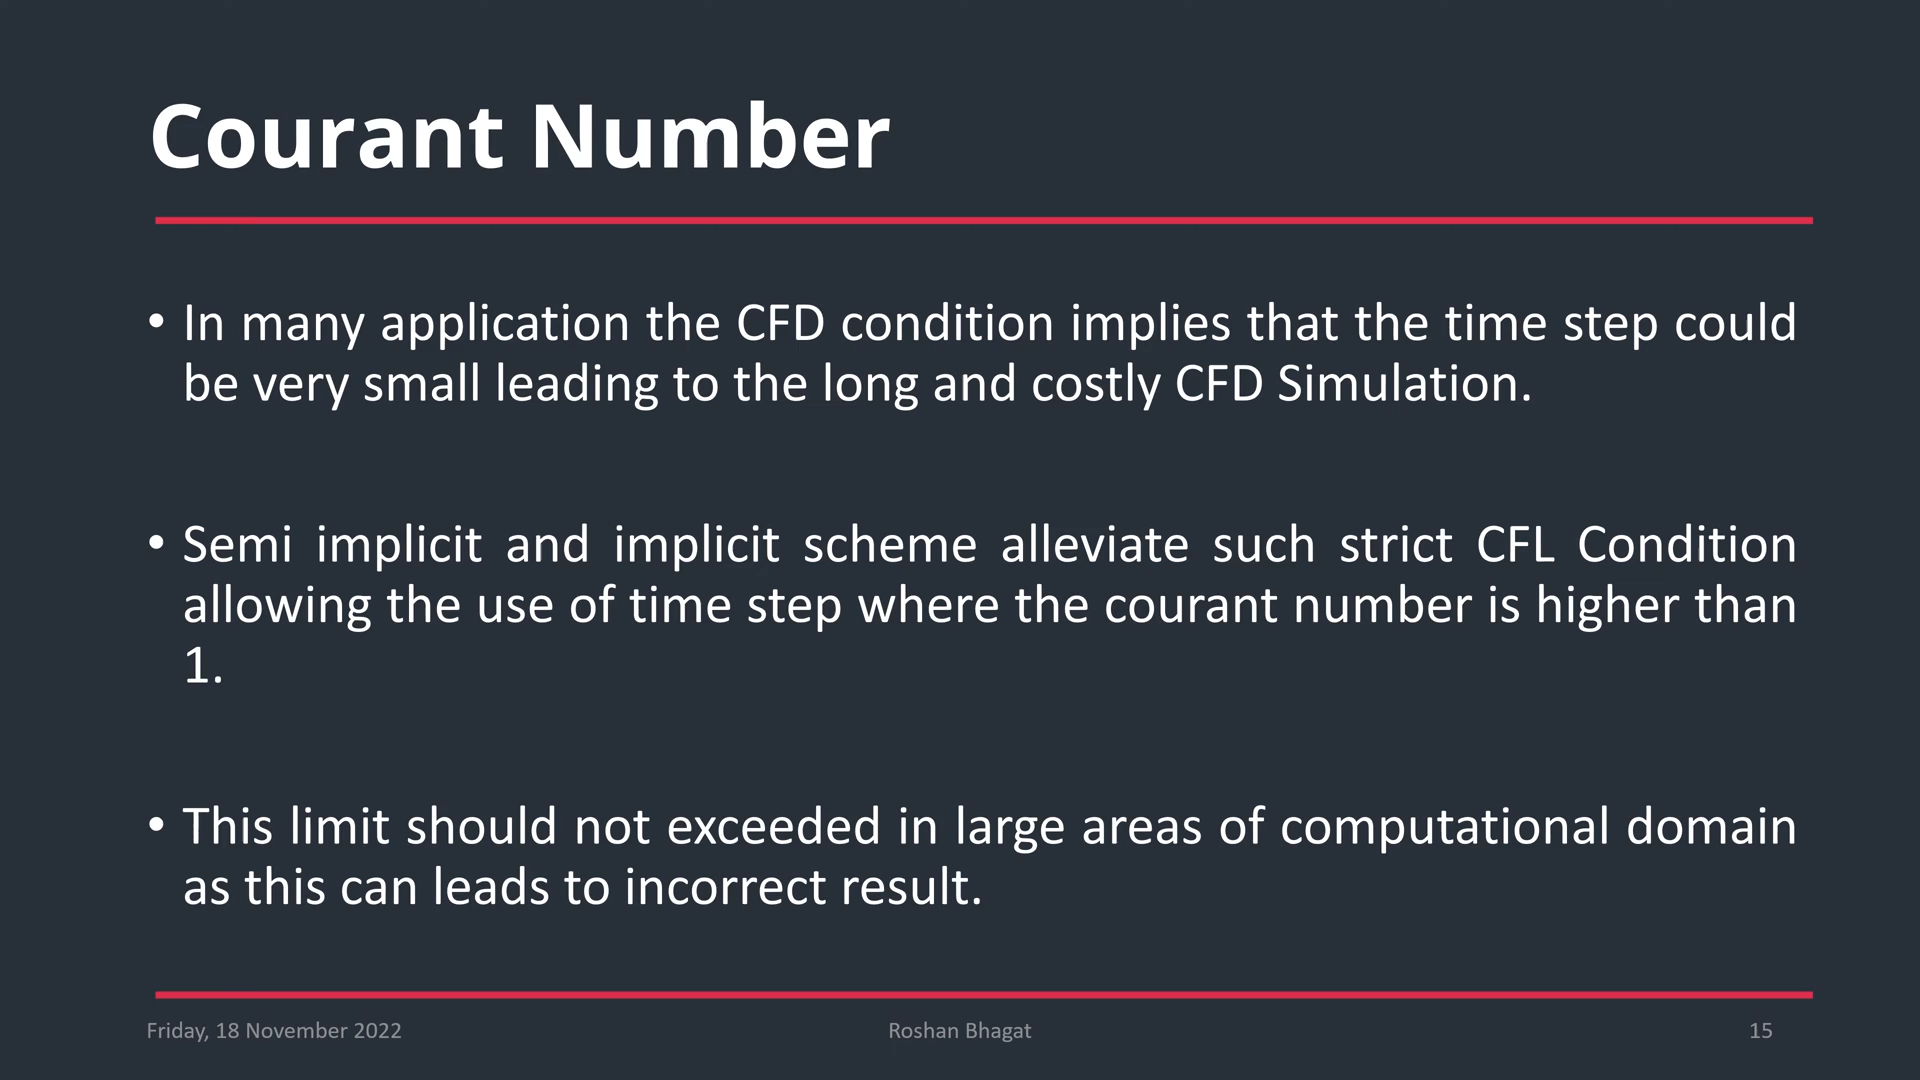 Courant Number
• In many application the CFD condition implies that the time step could
be very small leading to the long and costly CFD Simulation.
• Semi implicit and implicit scheme alleviate such strict CFL Condition
allowing the use of time step where the courant number is higher than
1.
• This limit should not exceeded in large areas of computational domain
as this can leads to incorrect result.
Friday, 18 November 2022
Roshan Bhagat
15